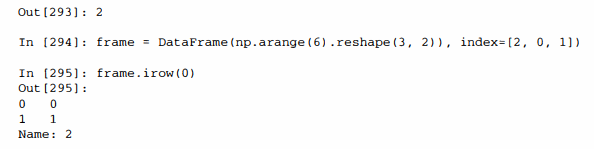 Out[293]: 2
In [294]: frame = DataFrame(np.arange(6).reshape(3, 2)), index=[2, 0, 1])
In [295]: frame.irow(0)
Out[295]:
0    0
1    1
Name: 2